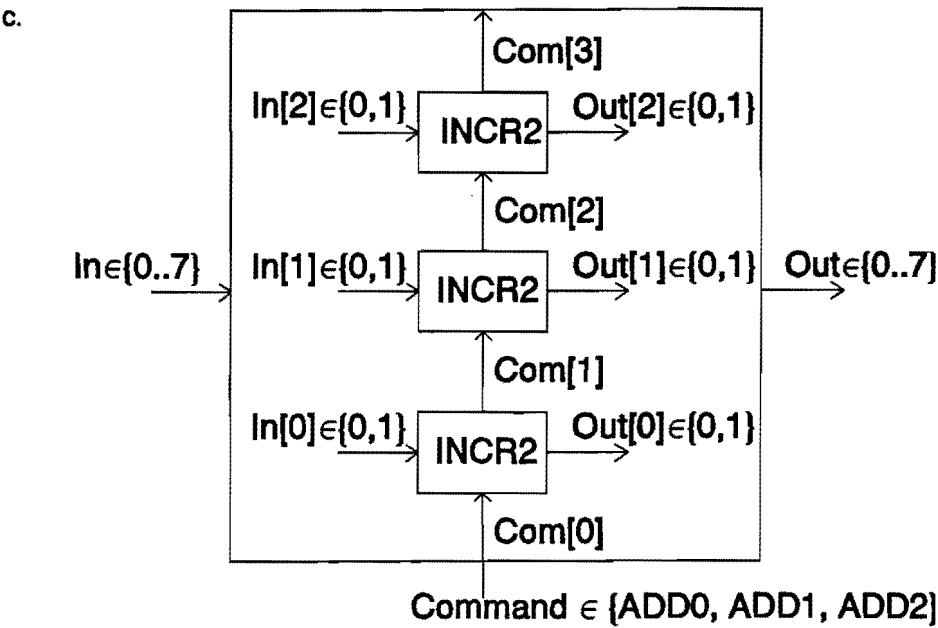 c.
Com[3]
In[2]∈{0,1} Out[2]∈{0,1}
INCR2
Com[2]
In∈{0..7} In[1]∈{0,1} Out[1]∈{0,1} Out∈{0..7}
INCR2
Com[1]
In[0]∈{0,1} Out[0]∈{0,1}
INCR2
Com[0]
Command ∈ {ADD0, ADD1, ADD2}